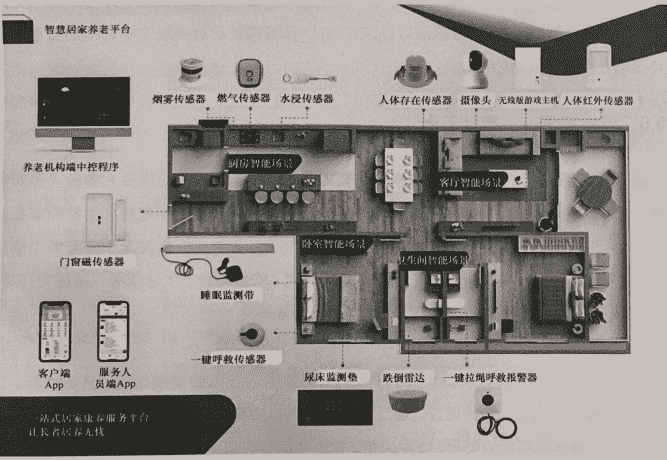 智慧居家养老平台
烟雾传感器
燃气传感器
水浸传感器
人体存在传感器
摄像头
无线版游戏主机
人体红外传感器
养老机构端中控程序
厨房智能场景
客厅智能场景
门窗磁传感器
卧室智能场景
卫生间智能场景
睡眠监测带
一键呼救传感器
客户端
App
服务人
员端App
尿床监测垫
跌倒雷达
一键拉绳呼救报警器
一站式居家康养服务平台
让长者居养无忧